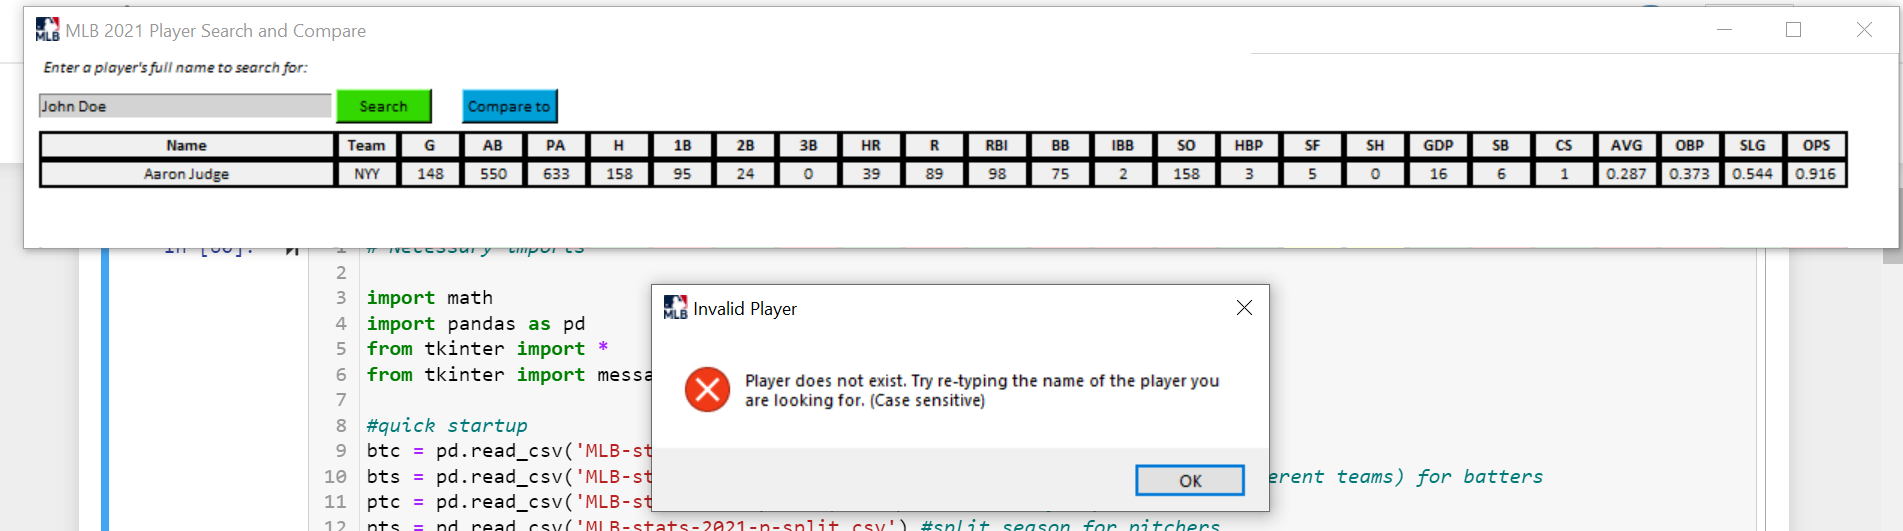 MLB MLB 2021 Player Search and Compare
Enter a player's full name to search for:
John Doe Search Compare to
Name Team G AB PA H 1B 2B 3B HR R RBI BB IBB SO HBP SF SH GDP SB CS AVG OBP SLG OPS
Aaron Judge NYY 148 550 633 158 95 24 0 39 89 98 75 2 158 3 5 0 16 6 1 0.287 0.373 0.544 0.916
1 # Necessary imports
2
3 import math
4 import pandas as pd
5 from tkinter import *
6 from tkinter import messa
7
8 #quick startup
9 btc = pd.read_csv('MLB-st
10 bts = pd.read_csv('MLB-st erent teams) for batters
11 ptc = pd.read_csv('MLB-st
12 pts = pd.read_csv('MLB-stats-2021-p-split.csv') #split season for pitchers
MLB Invalid Player
Player does not exist. Try re-typing the name of the player you
are looking for. (Case sensitive)
OK